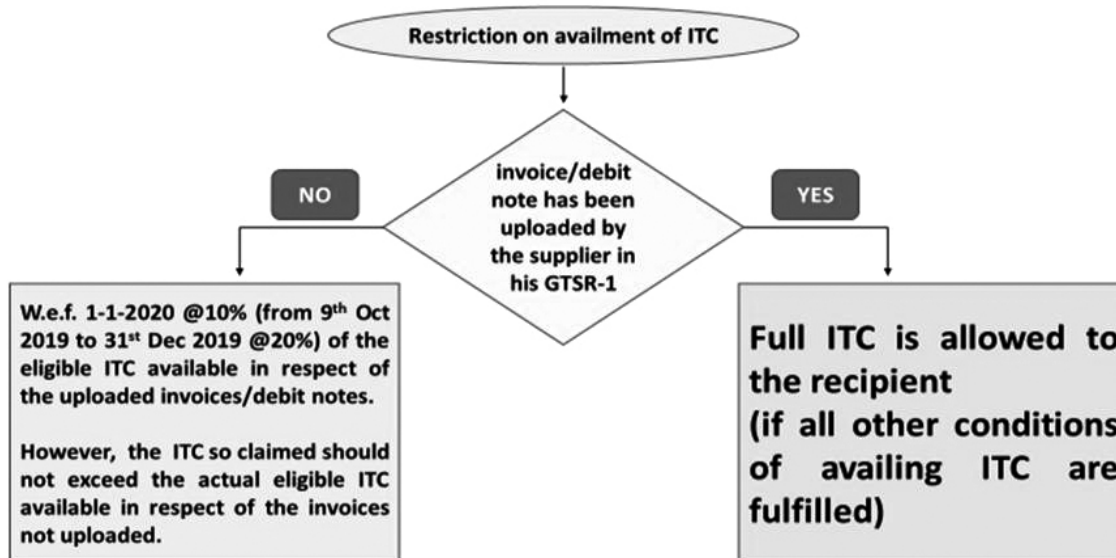 Restriction on availment of ITC
invoice/debit
note has been
uploaded by
the supplier in
his GTSR-1
NO
YES
W.e.f. 1-1-2020 @10% (from 9th Oct
2019 to 31st Dec 2019 @20%) of the
eligible ITC available in respect of
the uploaded invoices/debit notes.
However, the ITC so claimed should
not exceed the actual eligible ITC
available in respect of the invoices
not uploaded.
Full ITC is allowed to
the recipient
(if all other conditions
of availing ITC are
fulfilled)